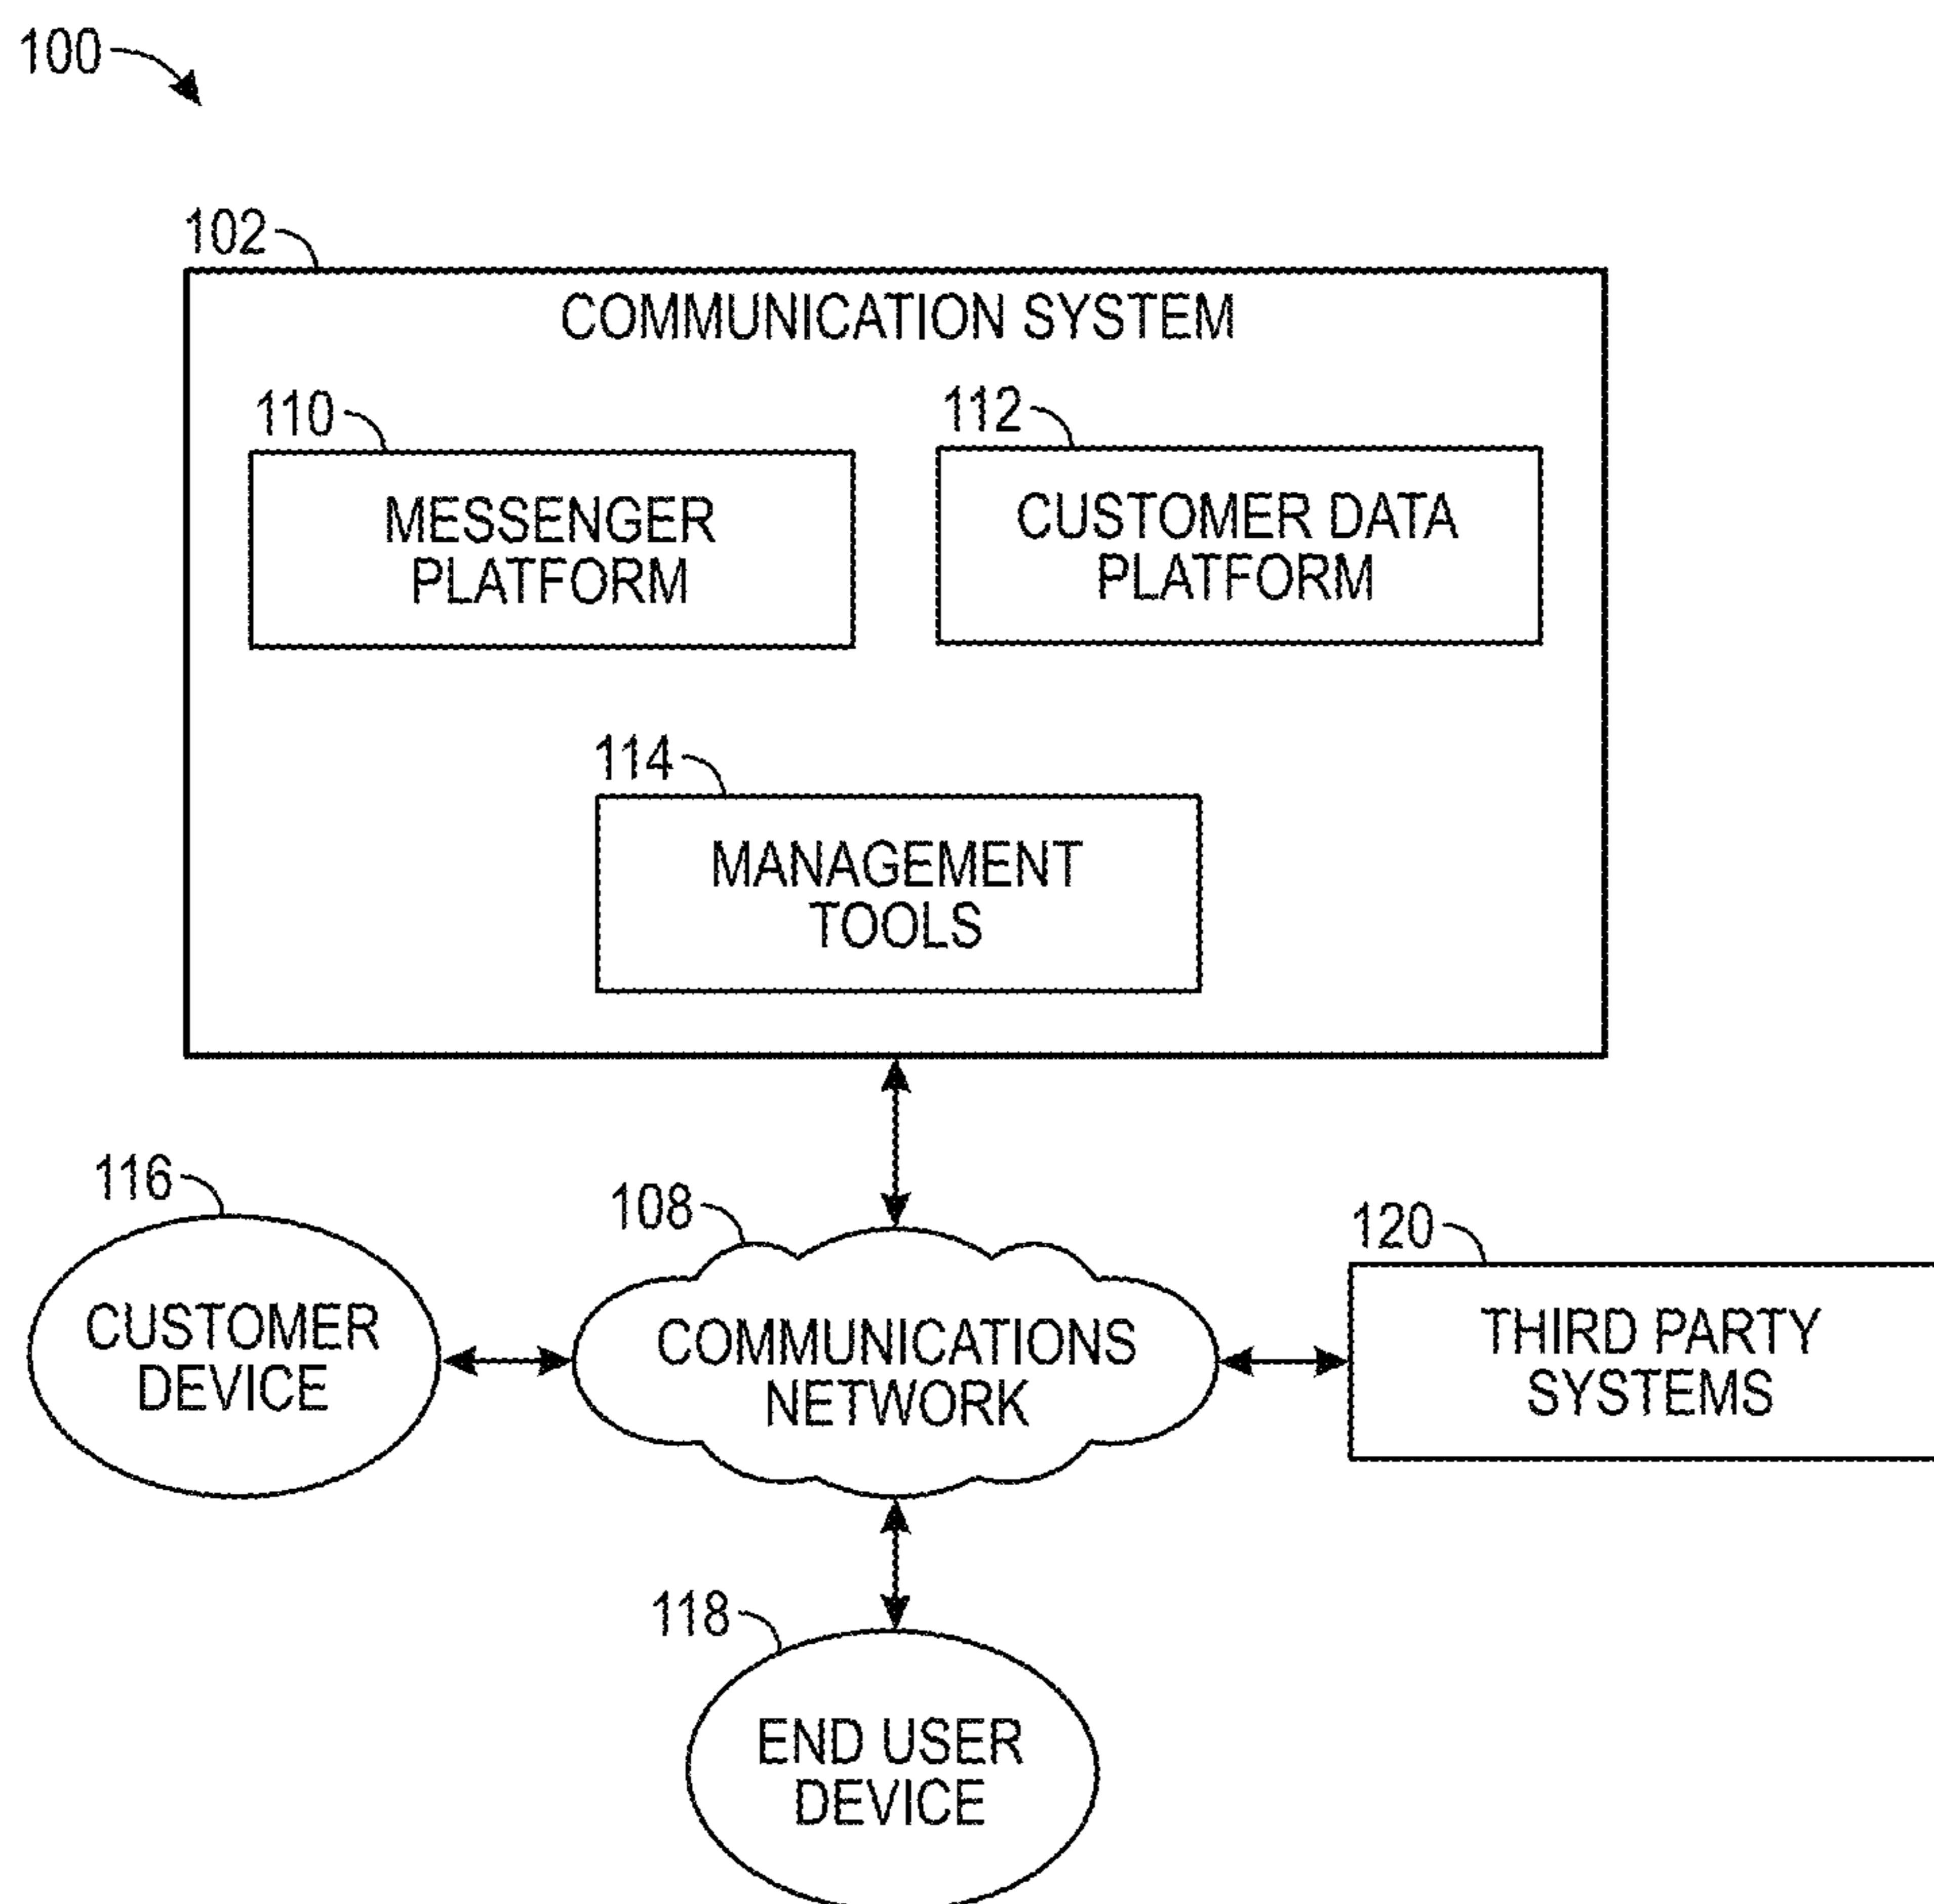 100
102
COMMUNICATION SYSTEM
110
112
MESSENGER
PLATFORM
CUSTOMER DATA
PLATFORM
114
MANAGEMENT
TOOLS
116
108
120
CUSTOMER
DEVICE
COMMUNICATIONS
NETWORK
THIRD PARTY
SYSTEMS
118
END USER
DEVICE